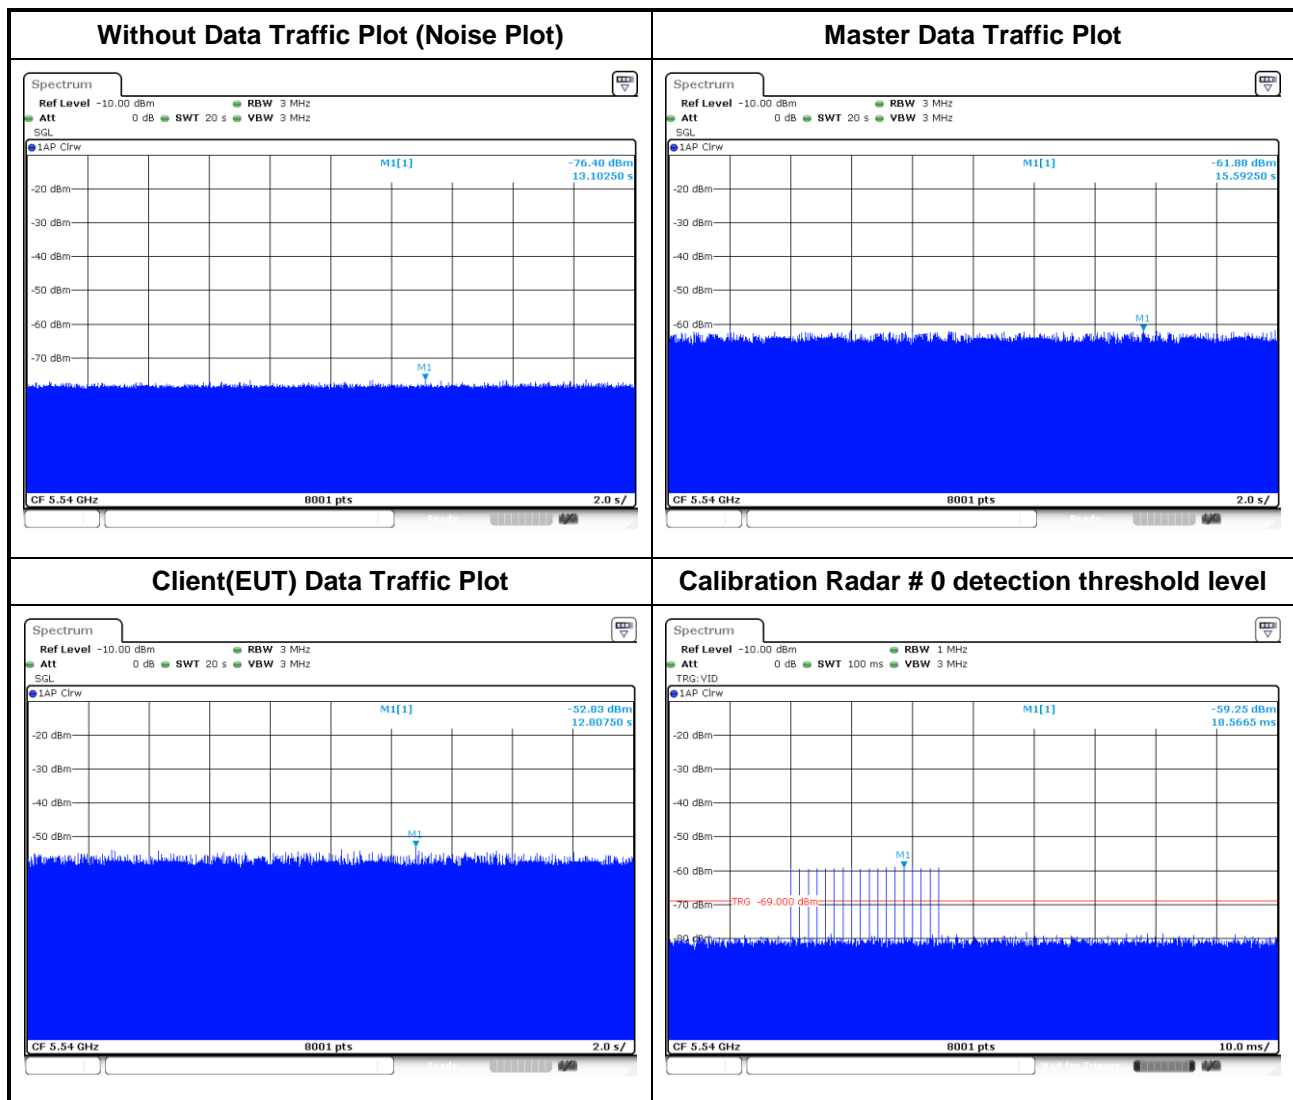 Without Data Traffic Plot (Noise Plot)
Spectrum
Ref Level -10.00 dBm RBW 3 MHz
Att 0 dB SWT 20 s VBW 3 MHz
SGL
1AP Clrw
M1[1] -76.40 dBm
13.10250 s
-20 dBm
-30 dBm
-40 dBm
-50 dBm
-60 dBm
-70 dBm
M1
CF 5.54 GHz 8001 pts 2.0 s/
Ready
Master Data Traffic Plot
Spectrum
Ref Level -10.00 dBm RBW 3 MHz
Att 0 dB SWT 20 s VBW 3 MHz
SGL
1AP Clrw
M1[1] -61.88 dBm
15.59250 s
-20 dBm
-30 dBm
-40 dBm
-50 dBm
-60 dBm
M1
CF 5.54 GHz 8001 pts 2.0 s/
Ready
Client(EUT) Data Traffic Plot
Spectrum
Ref Level -10.00 dBm RBW 3 MHz
Att 0 dB SWT 20 s VBW 3 MHz
SGL
1AP Clrw
M1[1] -52.83 dBm
12.80750 s
-20 dBm
-30 dBm
-40 dBm
-50 dBm
M1
CF 5.54 GHz 8001 pts 2.0 s/
Ready
Calibration Radar # 0 detection threshold level
Spectrum
Ref Level -10.00 dBm RBW 1 MHz
Att 0 dB SWT 100 ms VBW 3 MHz
TRG:VID
1AP Clrw
M1[1] -59.25 dBm
18.5665 ms
-20 dBm
-30 dBm
-40 dBm
-50 dBm
M1
-60 dBm
TRG -69.000 dBm
-70 dBm
-80 dBm
CF 5.54 GHz 8001 pts 10.0 ms/
Wait for Trigger